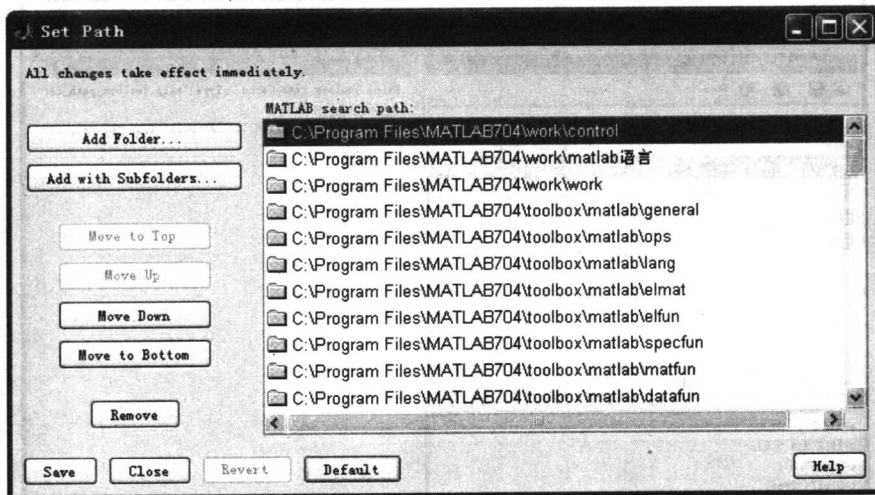 Set Path
All changes take effect immediately.
MATLAB search path:
Add Folder...
Add with Subfolders...
Move to Top
Move Up
Move Down
Move to Bottom
Remove
C:\Program Files\MATLAB704\work\control
C:\Program Files\MATLAB704\work\matlab语言
C:\Program Files\MATLAB704\work\work
C:\Program Files\MATLAB704\toolbox\matlab\general
C:\Program Files\MATLAB704\toolbox\matlab\ops
C:\Program Files\MATLAB704\toolbox\matlab\lang
C:\Program Files\MATLAB704\toolbox\matlab\elmat
C:\Program Files\MATLAB704\toolbox\matlab\elfun
C:\Program Files\MATLAB704\toolbox\matlab\specfun
C:\Program Files\MATLAB704\toolbox\matlab\matfun
C:\Program Files\MATLAB704\toolbox\matlab\datafun
Save
Close
Revert
Default
Help